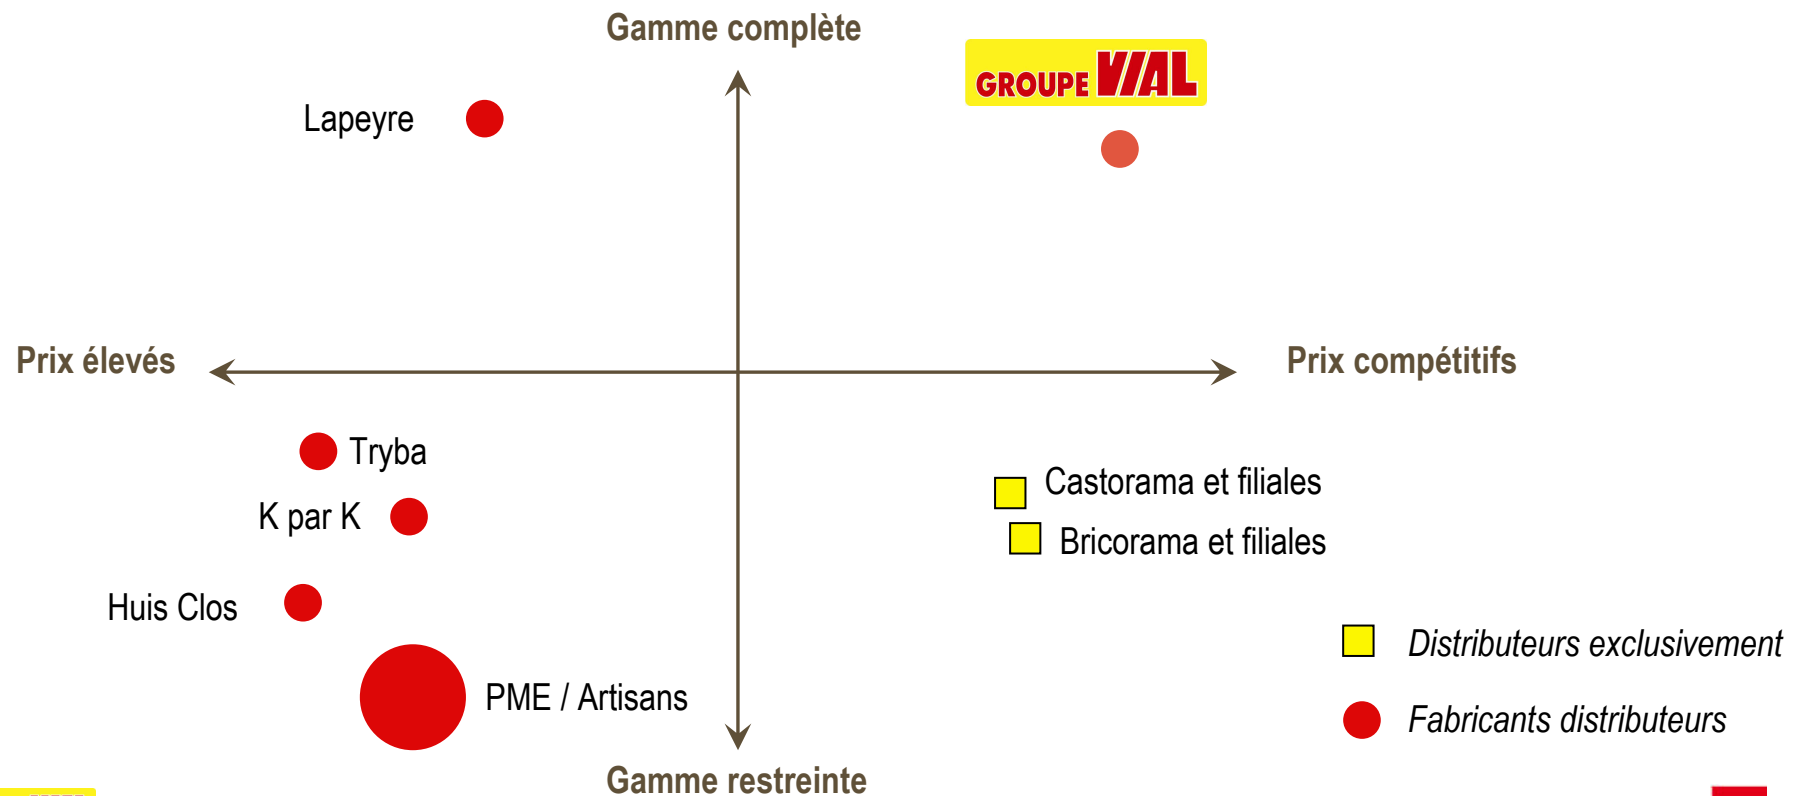 Gamme complète
GROUPE VIAL
Lapeyre
Prix élevés
Prix compétitifs
Tryba
Castorama et filiales
K par K
Bricorama et filiales
Huis Clos
Distributeurs exclusivement
PME / Artisans
Fabricants distributeurs
Gamme restreinte